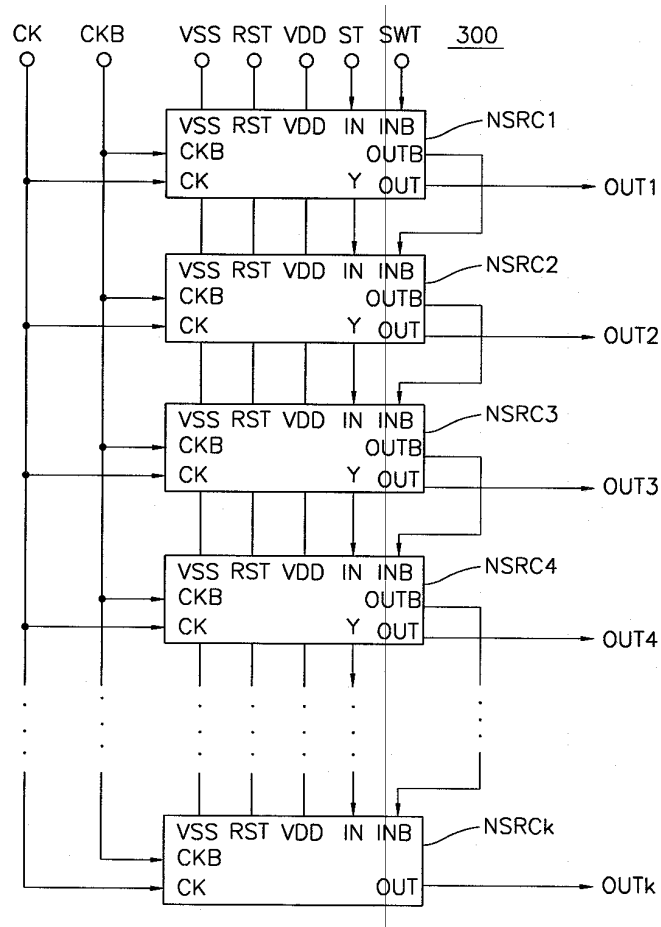 CK CKB VSS RST VDD ST SWT 300
VSS RST VDD IN INB NSRC1
CKB OUTB
CK Y OUT OUT1
VSS RST VDD IN INB NSRC2
CKB OUTB
CK Y OUT OUT2
VSS RST VDD IN INB NSRC3
CKB OUTB
CK Y OUT OUT3
VSS RST VDD IN INB NSRC4
CKB OUTB
CK Y OUT OUT4
VSS RST VDD IN INB NSRCk
CKB
CK OUT OUTk